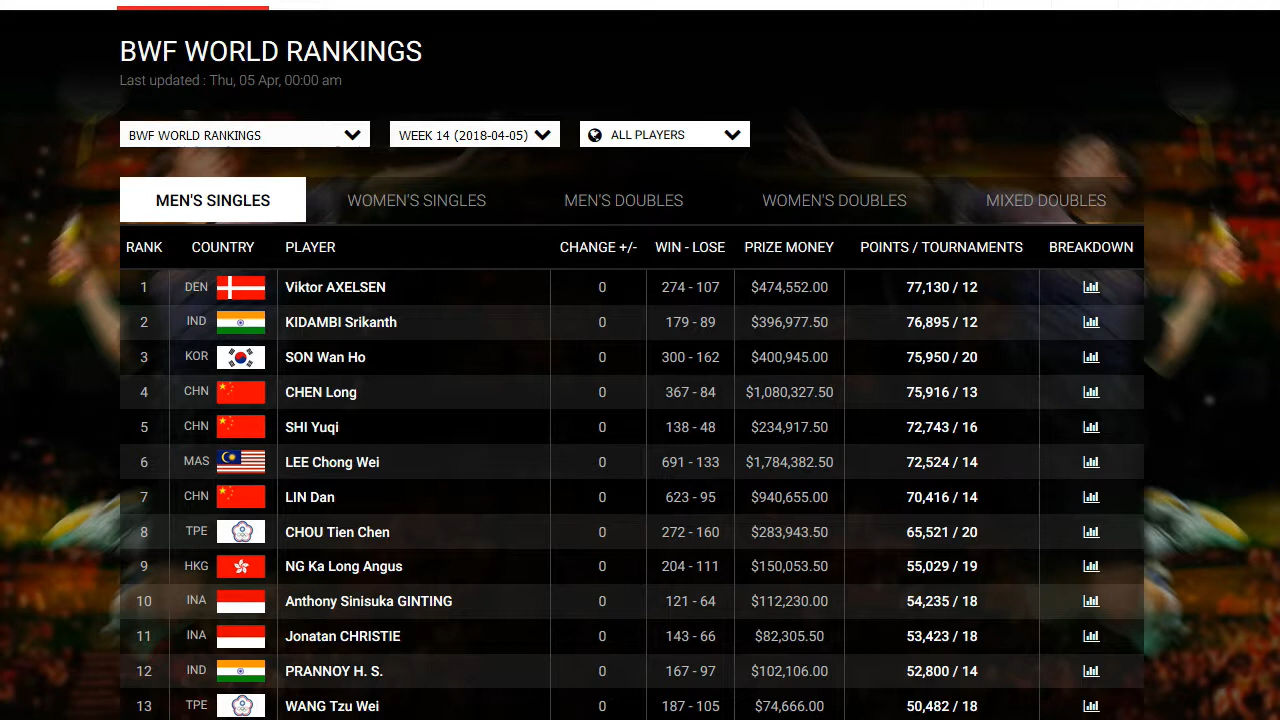 BWF WORLD RANKINGS
Last updated : Thu, 05 Apr, 00:00 am
BWF WORLD RANKINGS WEEK 14 (2018-04-05) ALL PLAYERS
MEN'S SINGLES WOMEN'S SINGLES MEN'S DOUBLES WOMEN'S DOUBLES MIXED DOUBLES
RANK COUNTRY PLAYER CHANGE +/- WIN - LOSE PRIZE MONEY POINTS / TOURNAMENTS BREAKDOWN
1 DEN Viktor AXELSEN 0 274 - 107 $474,552.00 77,130 / 12
2 IND KIDAMBI Srikanth 0 179 - 89 $396,977.50 76,895 / 12
3 KOR SON Wan Ho 0 300 - 162 $400,945.00 75,950 / 20
4 CHN CHEN Long 0 367 - 84 $1,080,327.50 75,916 / 13
5 CHN SHI Yuqi 0 138 - 48 $234,917.50 72,743 / 16
6 MAS LEE Chong Wei 0 691 - 133 $1,784,382.50 72,524 / 14
7 CHN LIN Dan 0 623 - 95 $940,655.00 70,416 / 14
8 TPE CHOU Tien Chen 0 272 - 160 $283,943.50 65,521 / 20
9 HKG NG Ka Long Angus 0 204 - 111 $150,053.50 55,029 / 19
10 INA Anthony Sinisuka GINTING 0 121 - 64 $112,230.00 54,235 / 18
11 INA Jonatan CHRISTIE 0 143 - 66 $82,305.50 53,423 / 18
12 IND PRANNOY H. S. 0 167 - 97 $102,106.00 52,800 / 14
13 TPE WANG Tzu Wei 0 187 - 105 $74,666.00 50,482 / 18